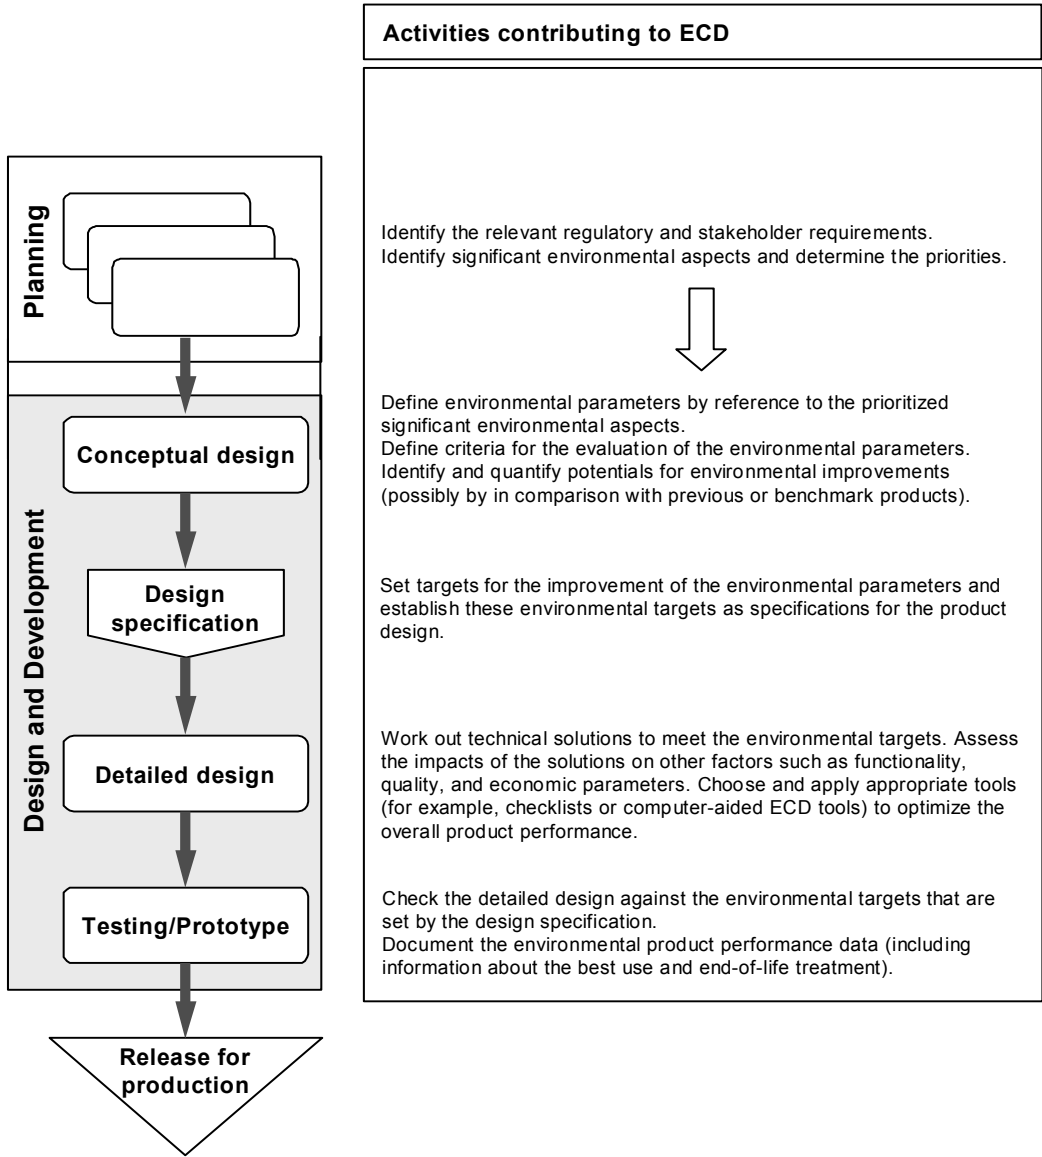 Activities contributing to ECD
Planning
Identify the relevant regulatory and stakeholder requirements.
Identify significant environmental aspects and determine the priorities.
Design and Development
Conceptual design
Define environmental parameters by reference to the prioritized
significant environmental aspects.
Define criteria for the evaluation of the environmental parameters.
Identify and quantify potentials for environmental improvements
(possibly by in comparison with previous or benchmark products).
Design
specification
Set targets for the improvement of the environmental parameters and
establish these environmental targets as specifications for the product
design.
Detailed design
Work out technical solutions to meet the environmental targets. Assess
the impacts of the solutions on other factors such as functionality,
quality, and economic parameters. Choose and apply appropriate tools
(for example, checklists or computer-aided ECD tools) to optimize the
overall product performance.
Testing/Prototype
Check the detailed design against the environmental targets that are
set by the design specification.
Document the environmental product performance data (including
information about the best use and end-of-life treatment).
Release for
production